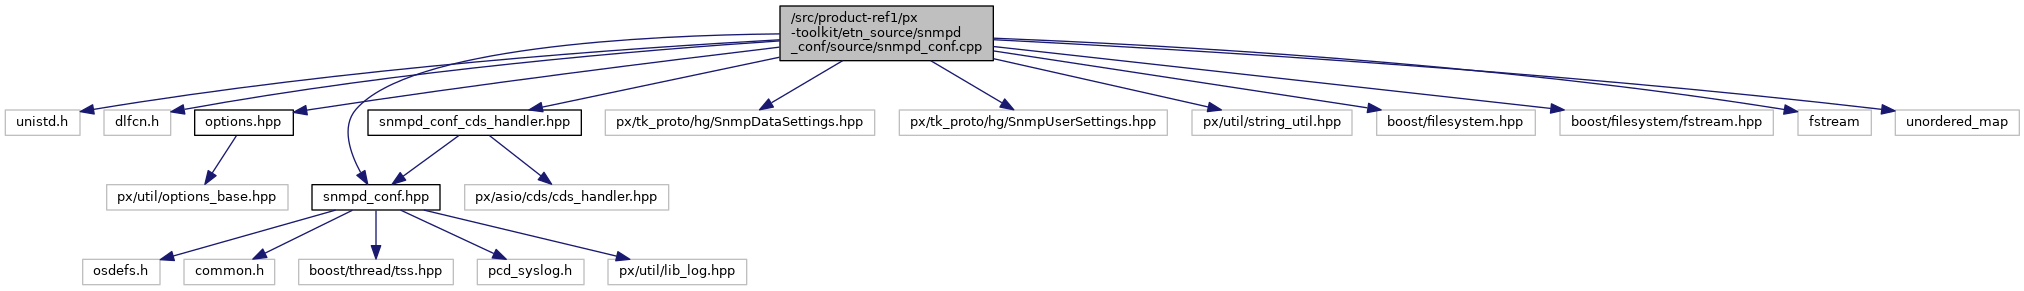 /src/product-ref1/px
-toolkit/etn_source/snmpd
_conf/source/snmpd_conf.cpp
unistd.h
dlfcn.h
options.hpp
snmpd_conf_cds_handler.hpp
px/tk_proto/hg/SnmpDataSettings.hpp
px/tk_proto/hg/SnmpUserSettings.hpp
px/util/string_util.hpp
boost/filesystem.hpp
boost/filesystem/fstream.hpp
fstream
unordered_map
px/util/options_base.hpp
snmpd_conf.hpp
px/asio/cds/cds_handler.hpp
osdefs.h
common.h
boost/thread/tss.hpp
pcd_syslog.h
px/util/lib_log.hpp